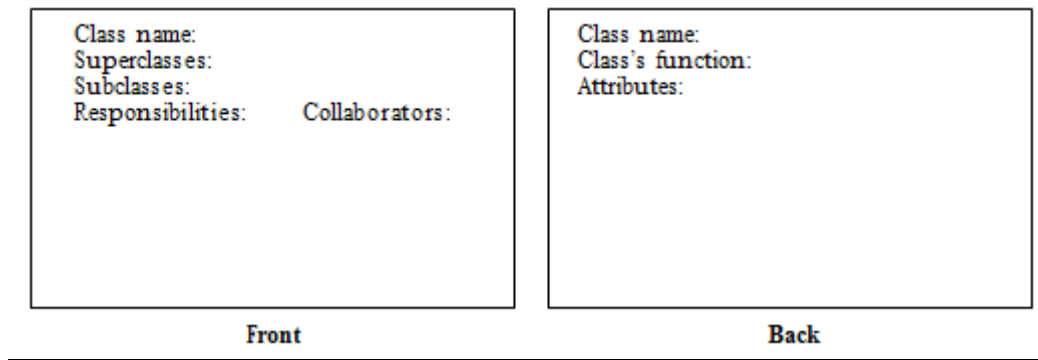 Class name:
Superclasses:
Subclasses:
Responsibilities: Collaborators:
Front
Class name:
Class's function:
Attributes:
Back